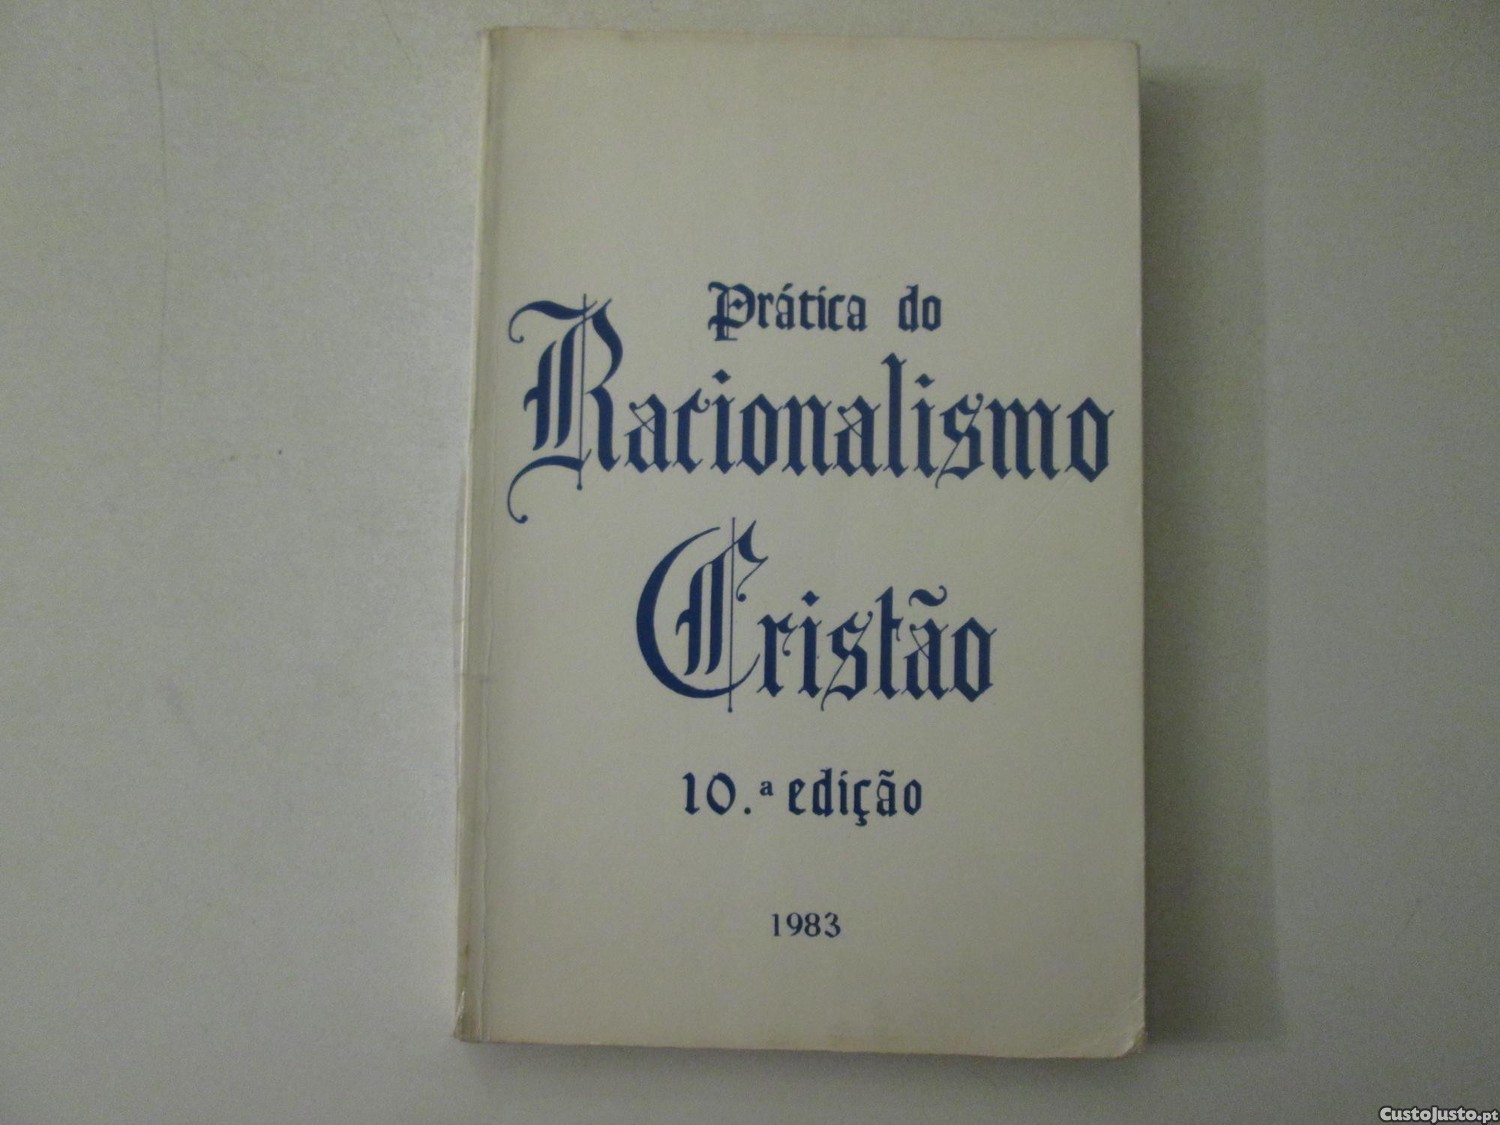 Prática do
Racionalismo
Cristão
10.ª edição
1983
CustoJusto.pt